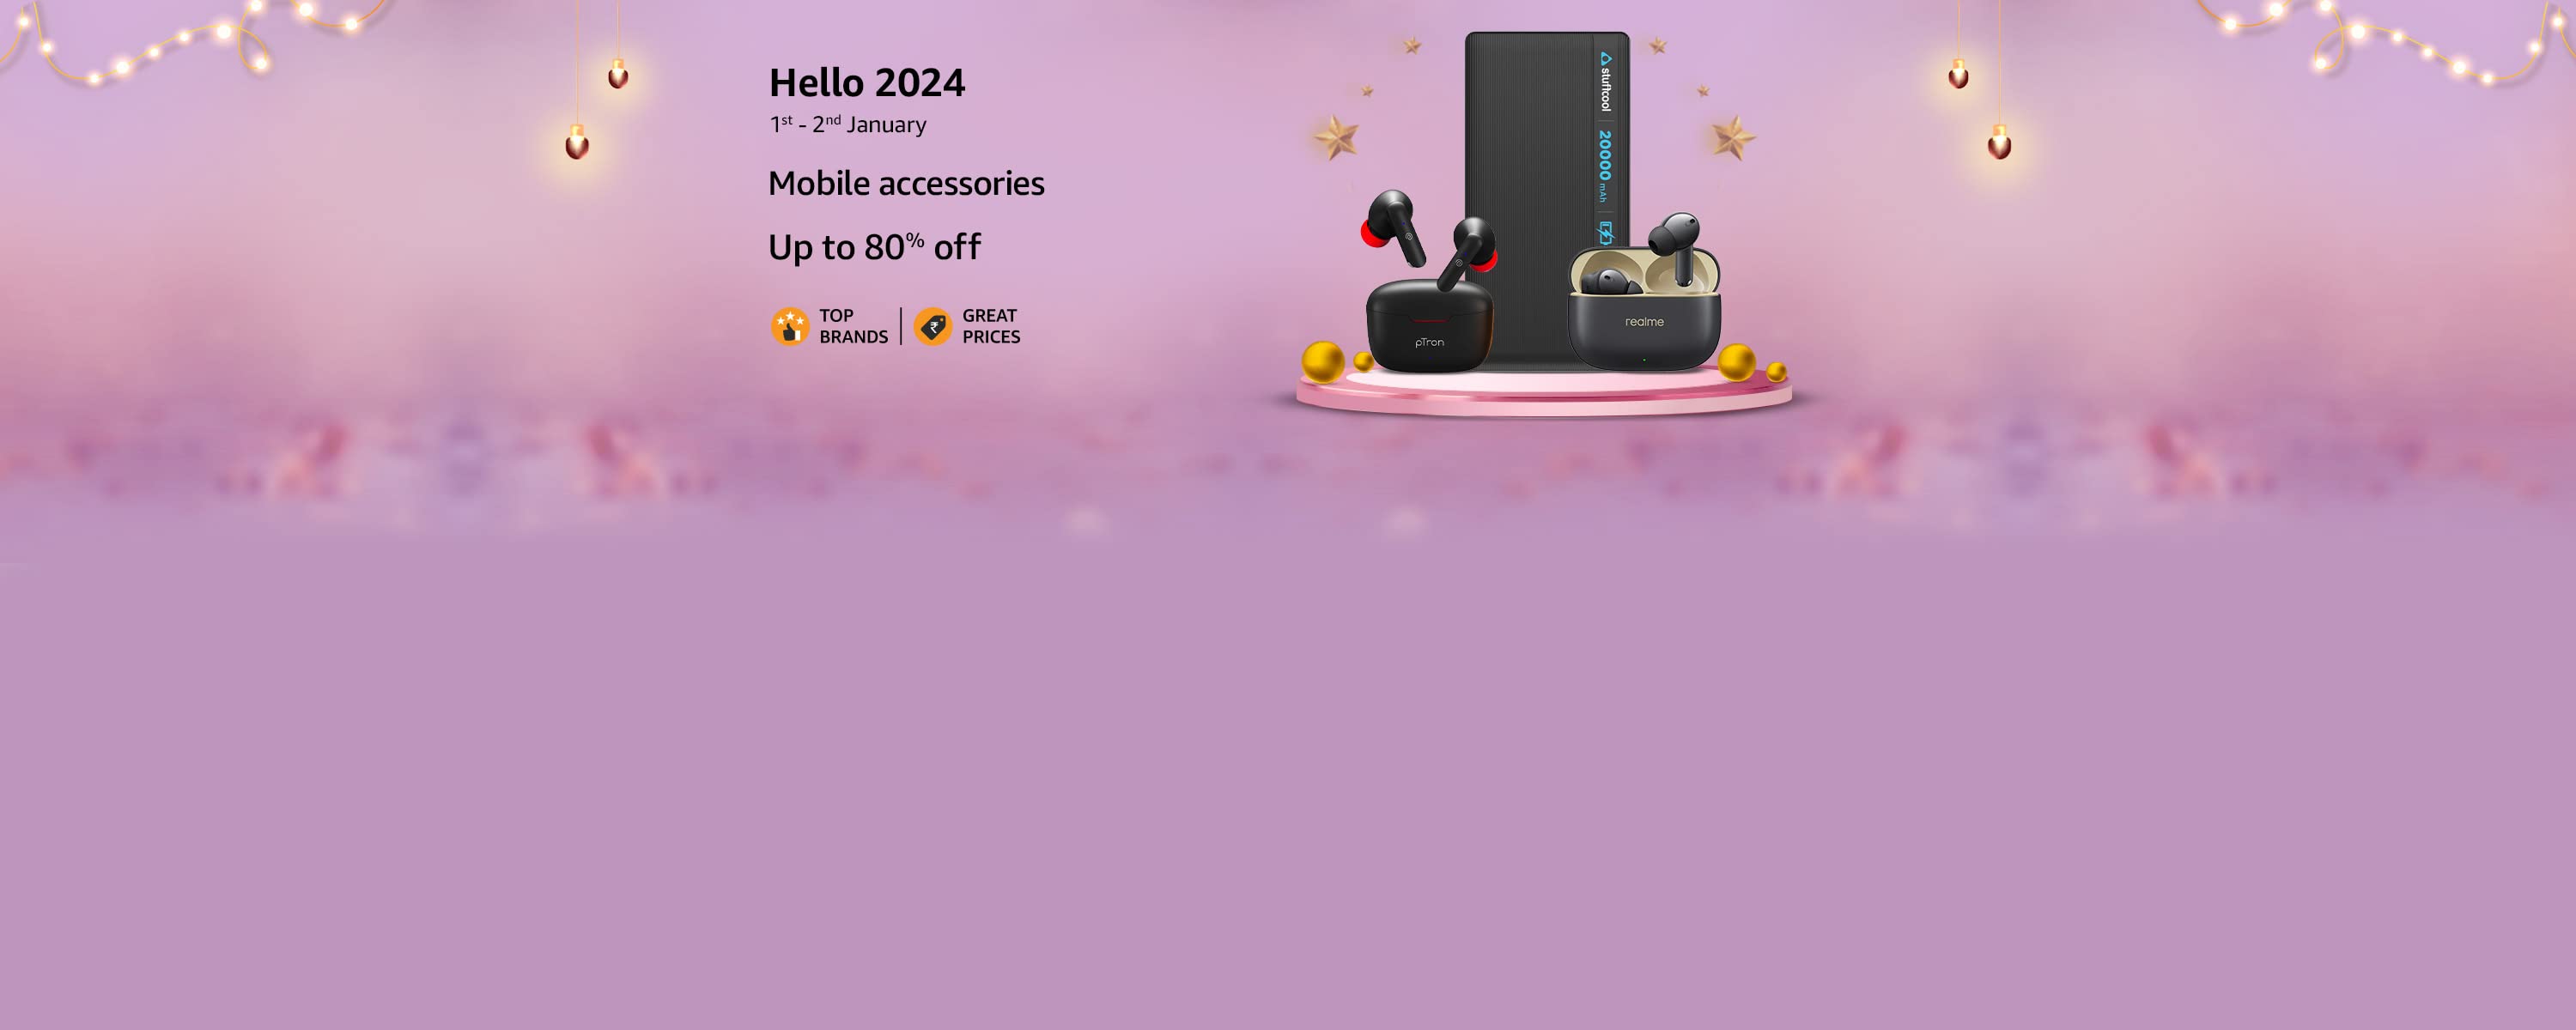 Hello 2024
1st - 2nd January
Mobile accessories
Up to 80% off
TOP
BRANDS
GREAT
PRICES
stuffcool
20000 mAh
pTron
realme